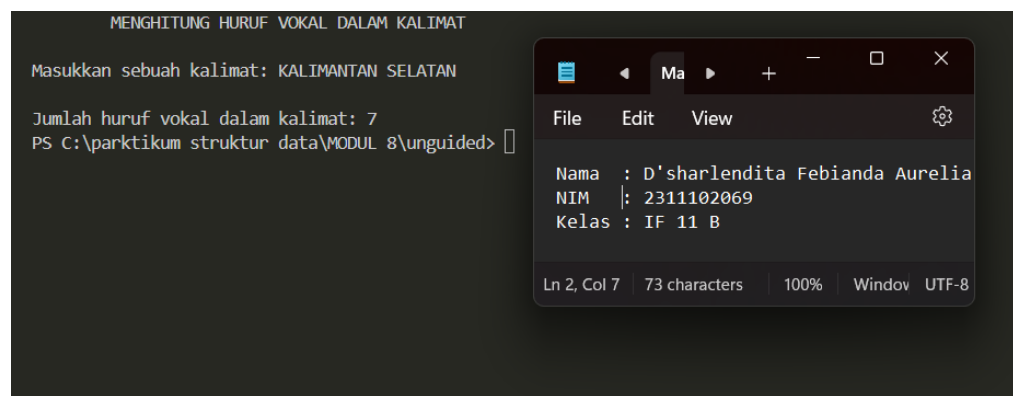 MENGHITUNG HURUF VOKAL DALAM KALIMAT
Masukkan sebuah kalimat: KALIMANTAN SELATAN
Jumlah huruf vokal dalam kalimat: 7
PS C:\parktikum struktur data\MODUL 8\unguided>
Ma
File Edit View
Nama : D'sharlendita Febianda Aurelia
NIM : 2311102069
Kelas : IF 11 B
Ln 2, Col 7 73 characters 100% Window UTF-8